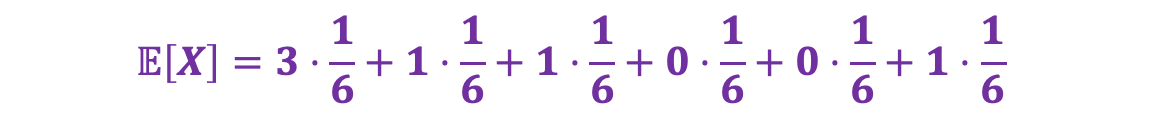 𝔼[X] = 3 · 1/6 + 1 · 1/6 + 1 · 1/6 + 0 · 1/6 + 0 · 1/6 + 1 · 1/6